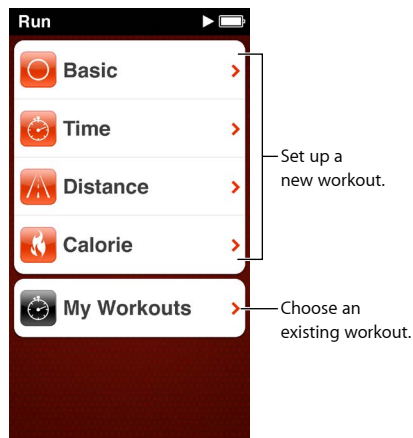 Run
Basic
Time
Distance
Calorie
My Workouts
Set up a
new workout.
Choose an
existing workout.